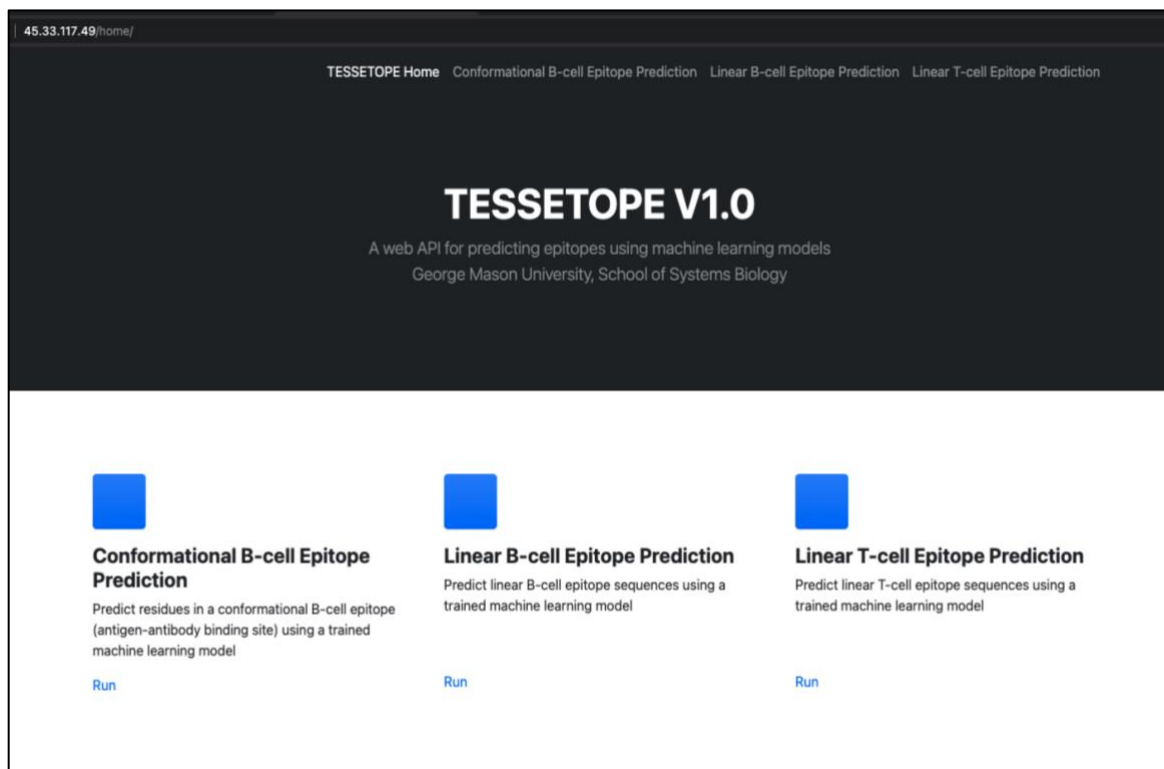 45.33.117.49/home/
TESSETOPE Home Conformational B-cell Epitope Prediction Linear B-cell Epitope Prediction Linear T-cell Epitope Prediction
TESSETOPE V1.0
A web API for predicting epitopes using machine learning models
George Mason University, School of Systems Biology
Conformational B-cell Epitope
Prediction
Predict residues in a conformational B-cell epitope
(antigen-antibody binding site) using a trained
machine learning model
Run
Linear B-cell Epitope Prediction
Predict linear B-cell epitope sequences using a
trained machine learning model
Run
Linear T-cell Epitope Prediction
Predict linear T-cell epitope sequences using a
trained machine learning model
Run